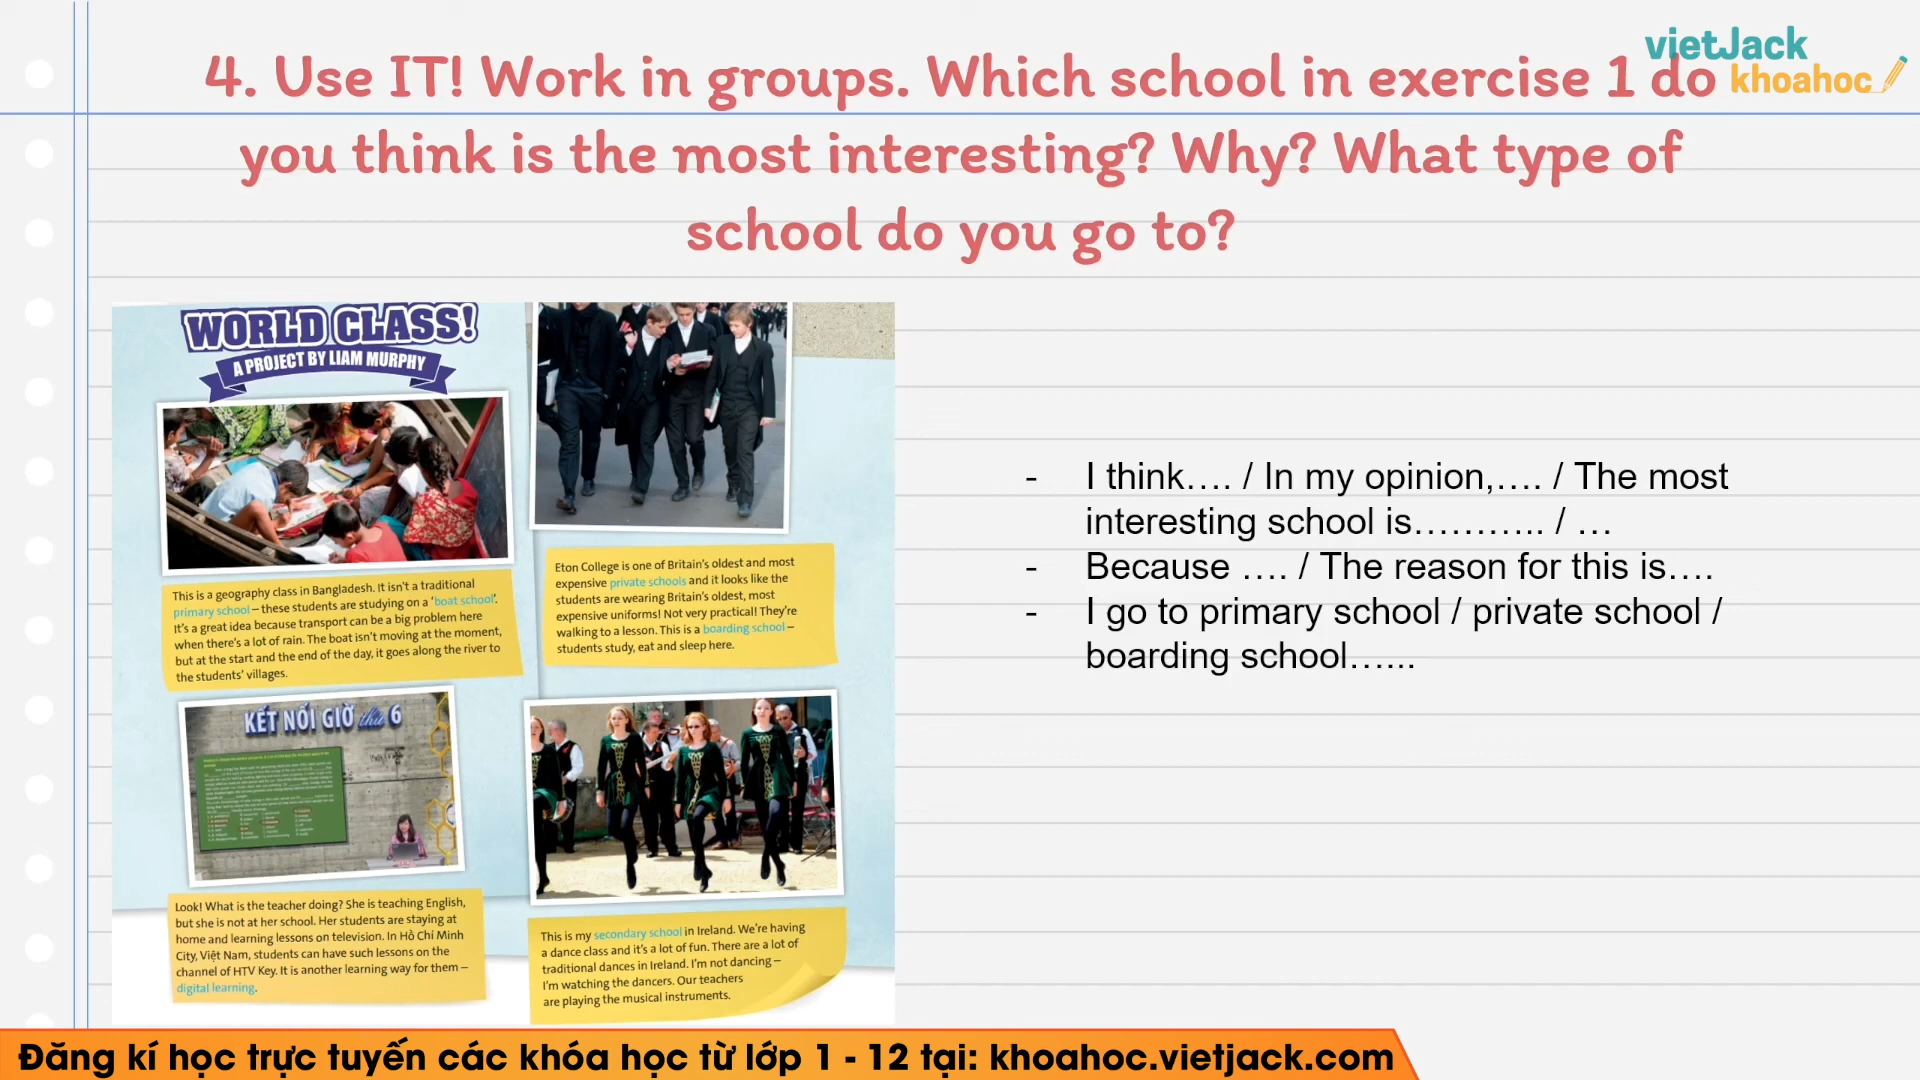 4. Use IT! Work in groups. Which school in exercise 1 do
you think is the most interesting? Why? What type of
school do you go to?
vietJack
khoahoc
WORLD CLASS!
A PROJECT BY LIAM MURPHY
This is a geography class in Bangladesh. It isn't a traditional
primary school – these students are studying on a 'boat school'.
It's a great idea because transport can be a big problem here
when there's a lot of rain. The boat isn't moving at the moment,
but at the start and the end of the day, it goes along the river to
the students' villages.
Eton College is one of Britain's oldest and most
expensive private schools and it looks like the
students are wearing Britain's oldest, most
expensive uniforms! Not very practical! They're
walking to a lesson. This is a boarding school –
students study, eat and sleep here.
KẾT NỐI GIỜ thứ 6
Look! What is the teacher doing? She is teaching English,
but she is not at her school. Her students are staying at
home and learning lessons on television. In Hồ Chí Minh
City, Việt Nam, students can have such lessons on the
channel of HTV Key. It is another learning way for them –
digital learning.
This is my secondary school in Ireland. We're having
a dance class and it's a lot of fun. There are a lot of
traditional dances in Ireland. I'm not dancing –
I'm watching the dancers. Our teachers
are playing the musical instruments.
- I think…. / In my opinion,…. / The most
interesting school is……….. / …
- Because …. / The reason for this is….
- I go to primary school / private school /
boarding school…...
Đăng kí học trực tuyến các khóa học từ lớp 1 - 12 tại: khoahoc.vietjack.com